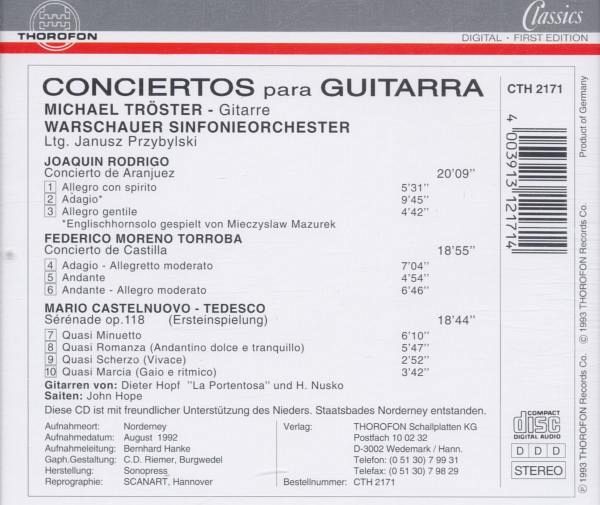 THOROFON
Classics
DIGITAL · FIRST EDITION
CONCIERTOS para GUITARRA
MICHAEL TRÖSTER - Gitarre
WARSCHAUER SINFONIEORCHESTER
Ltg. Janusz Przybylski
CTH 2171
JOAQUIN RODRIGO
Concierto de Aranjuez 20'09"
1 Allegro con spirito 5'31"
2 Adagio* 9'45"
3 Allegro gentile 4'42"
*Englischhornsolo gespielt von Mieczyslaw Mazurek
FEDERICO MORENO TORROBA
Concierto de Castilla 18'55"
4 Adagio - Allegretto moderato 7'04"
5 Andante 4'54"
6 Andante - Allegro moderato 6'46"
MARIO CASTELNUOVO - TEDESCO
Sérénade op.118 (Ersteinspielung) 18'44"
7 Quasi Minuetto 6'10"
8 Quasi Romanza (Andantino dolce e tranquillo) 5'47"
9 Quasi Scherzo (Vivace) 2'52"
10 Quasi Marcia (Gaio e ritmico) 3'42"
Gitarren von: Dieter Hopf "La Portentosa" und H. Nusko
Saiten: John Hope
Diese CD ist mit freundlicher Unterstützung des Nieders. Staatsbades Norderney entstanden.
Aufnahmeort: Norderney
Aufnahmedatum: August 1992
Aufnahmeleitung: Bernhard Hanke
Gaph.Gestaltung: C.D. Riemer, Burgwedel
Herstellung: Sonopress
Reprographie: SCANART, Hannover
Verlag: THOROFON Schallplatten KG
Postfach 10 02 32
D-3002 Wedemark / Hann.
Telefon: (0 51 30) 7 99 31
Telefax: (0 51 30) 7 98 29
Bestellnummer: CTH 2171
4 003913 121714
COMPACT
disc
DIGITAL AUDIO
D D D
STEREO
Product of Germany
© 1993 THOROFON Records Co.
℗ 1993 THOROFON Records Co.